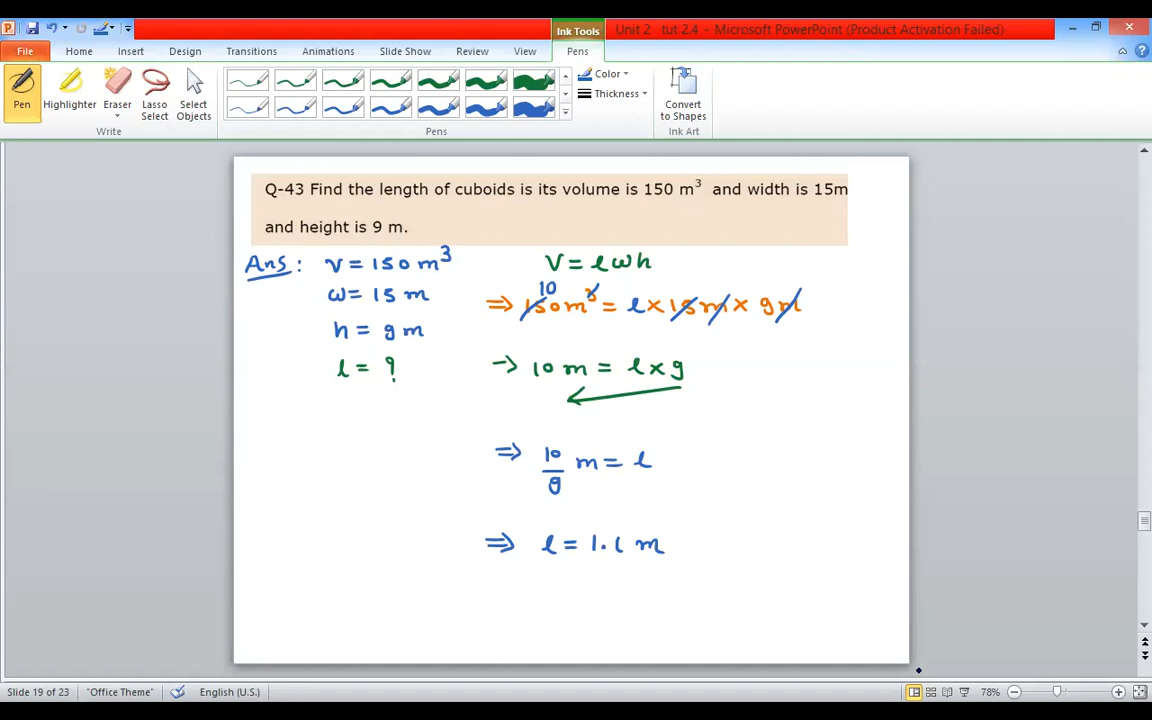 Ink Tools
Unit 2 tut 2.4 - Microsoft PowerPoint (Product Activation Failed)
File Home Insert Design Transitions Animations Slide Show Review View Pens
Pen Highlighter Eraser Lasso Select Select Objects
Color
Thickness
Convert to Shapes
Write Pens Ink Art
Q-43 Find the length of cuboids is its volume is 150 m³ and width is 15m
and height is 9 m.
Ans : v = 150 m³
w = 15 m
h = 9 m
l = ?
V = l w h
10
⇒ 150 m³ = l × 15 m × 9 m
→ 10 m = l × 9
⇒ 10/9 m = l
⇒ l = 1.1 m
Slide 19 of 23 "Office Theme" English (U.S.) 78%